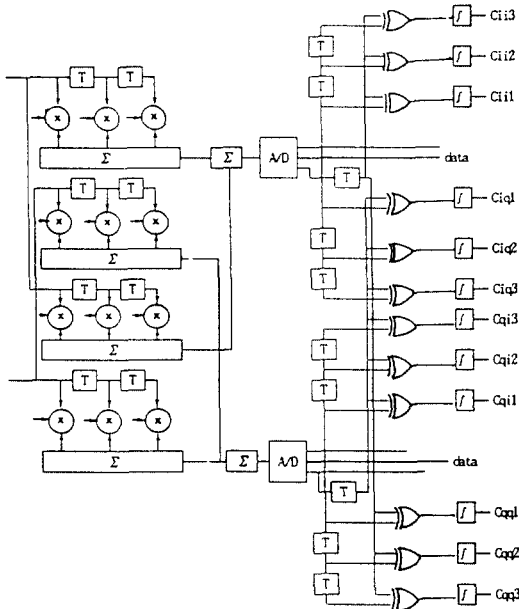 ∫ Cii3
T
∫ Cii2
T T T
∫ Cii1
x x x
Σ Σ A/D data
T
T T
∫ Ciq1
x x x
T ∫ Ciq2
Σ
T ∫ Ciq3
T T
∫ Cqi3
x x x
T ∫ Cqi2
Σ
T
T T ∫ Cqi1
x x x
Σ Σ A/D data
T
∫ Cqq1
T
∫ Cqq2
T
∫ Cqq3